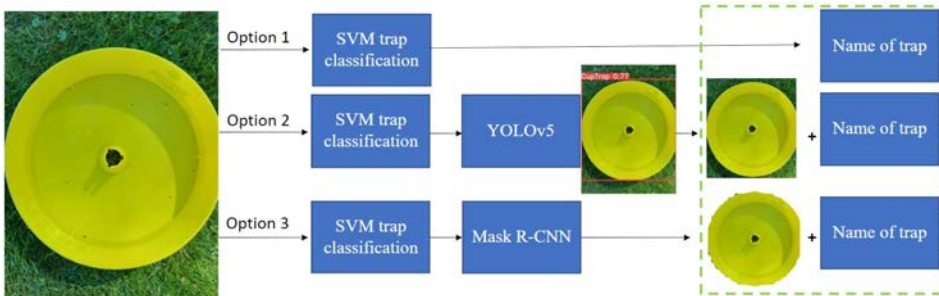 Option 1
SVM trap
classification
Name of trap
Option 2
SVM trap
classification
YOLOv5
CupTrap 0.77
+
Name of trap
Option 3
SVM trap
classification
Mask R-CNN
+
Name of trap